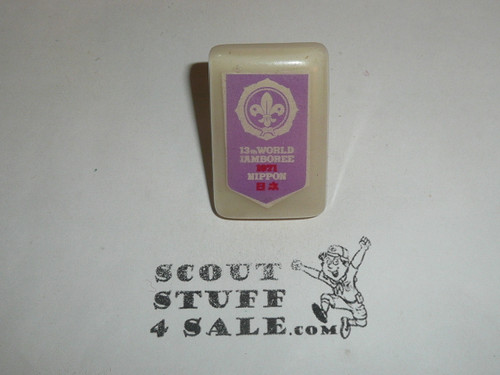 13th WORLD
JAMBOREE
1971
NIPPON
日本
SCOUT
STUFF
4 SALE.COM